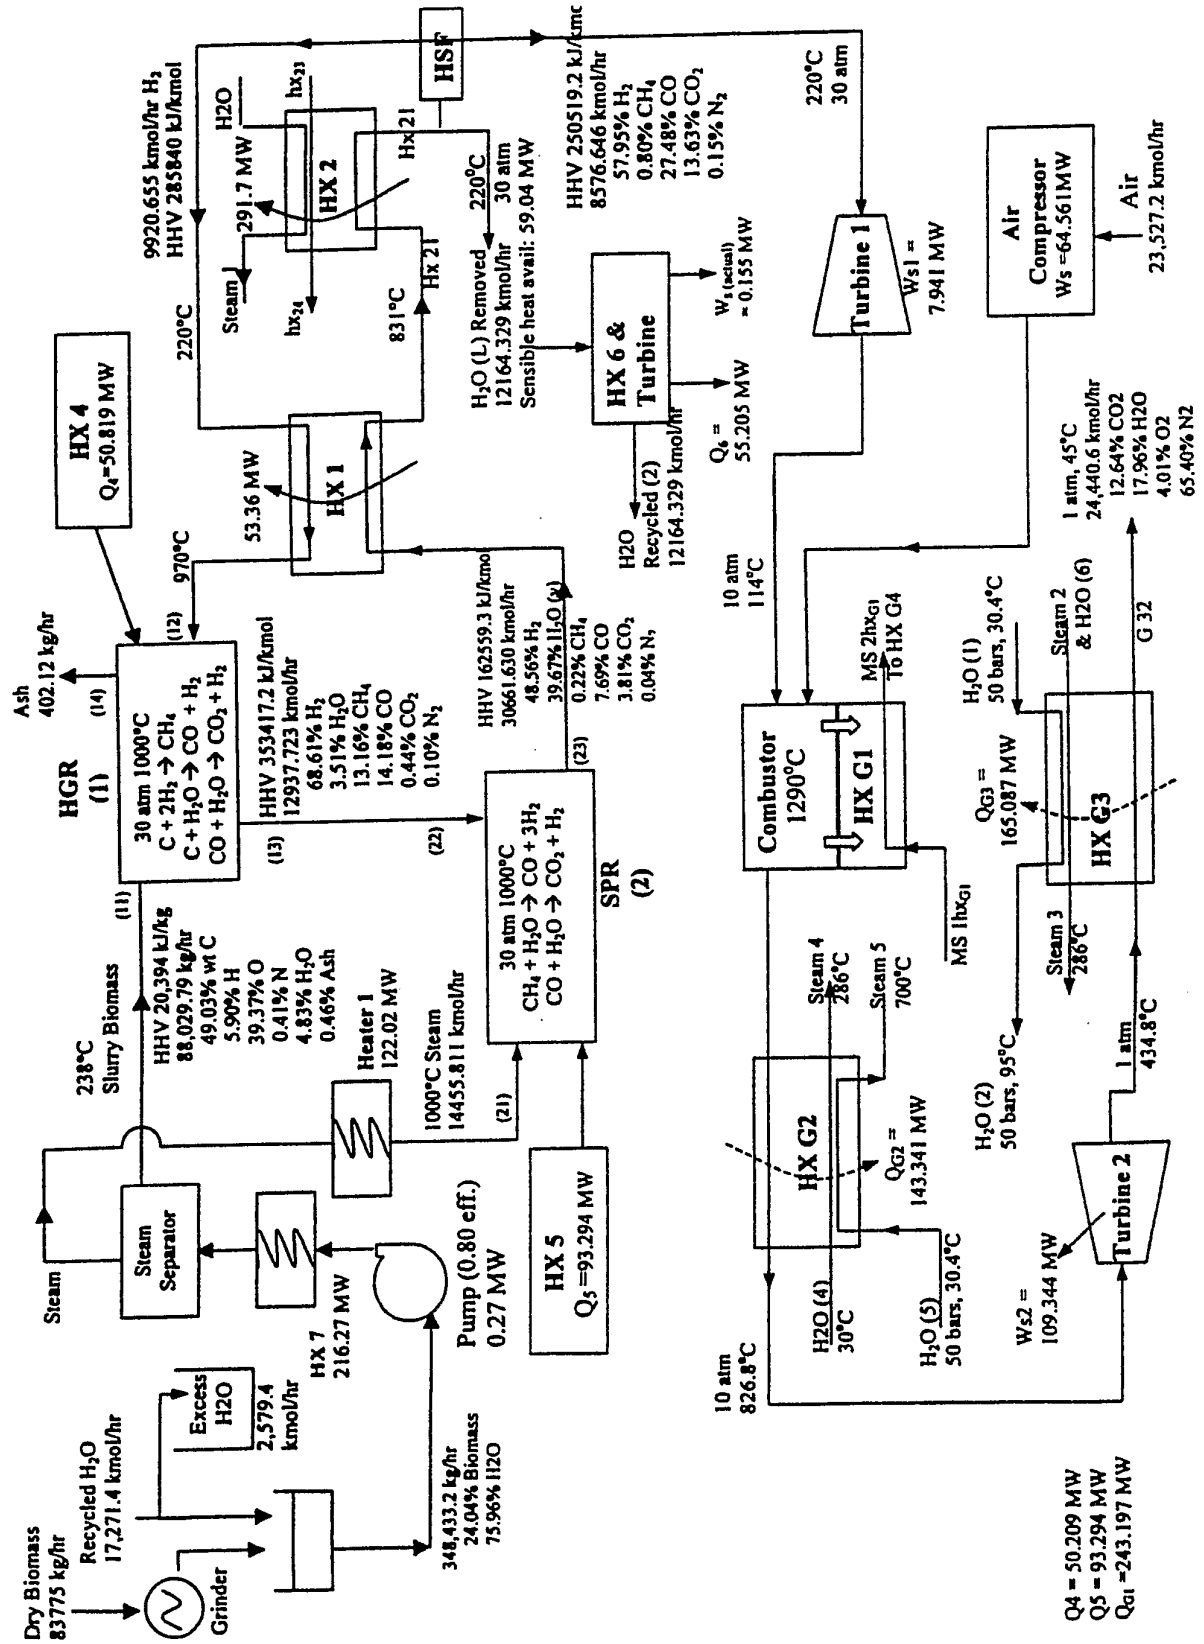 Dry Biomass
83775 kg/hr
Recycled H2O
17,271.4 kmol/hr
Grinder
Excess
H2O
2,579.4
kmol/hr
348,433.2 kg/hr
24.04% Biomass
75.96% H2O
Pump (0.80 eff.)
0.27 MW
HX 7
216.27 MW
Steam
Separator
Steam
238°C
Slurry Biomass
HHV 20,394 kJ/kg
88,029.79 kg/hr
49.03% wt C
5.90% H
39.37% O
0.41% N
4.83% H2O
0.46% Ash
Heater 1
122.02 MW
1000°C Steam
14455.811 kmol/hr
(21)
HX 5
Q5 =93.294 MW
(11)
HGR
(1)
30 atm 1000°C
C + 2H2 → CH4
C + H2O → CO + H2
CO + H2O → CO2 + H2
(14)
Ash
402.12 kg/hr
(12)
(13)
HX 4
Q4=50.819 MW
HHV 353417.2 kJ/kmol
12937.723 kmol/hr
68.61% H2
3.51% H2O
13.16% CH4
14.18% CO
0.44% CO2
0.10% N2
(22)
30 atm 1000°C
CH4 + H2O → CO + 3H2
CO + H2O → CO2 + H2
SPR
(2)
(23)
HHV 162559.3 kJ/kmol
30661.630 kmol/hr
48.56% H2
39.67% H2O (g)
0.22% CH4
7.69% CO
3.81% CO2
0.04% N2
970°C
53.36 MW
HX 1
220°C
9920.655 kmol/hr H2
HHV 285840 kJ/kmol
831°C
Hx 21
Steam
291.7 MW
H2O
HX 2
hx23
hx24
Hx 21
HSF
220°C
30 atm
H2O (L) Removed
12164.329 kmol/hr
Sensible heat avail: 59.04 MW
HX 6 &
Turbine
Ws (actual)
= 0.155 MW
Q6 =
55.205 MW
H2O
Recycled (2)
12164.329 kmol/hr
HHV 250519.2 kJ/kmo
8576.646 kmol/hr
57.95% H2
0.80% CH4
27.48% CO
13.63% CO2
0.15% N2
220°C
30 atm
Turbine 1
Ws1 =
7.941 MW
Air
Compressor
Ws =64.561MW
Air
23,527.2 kmol/hr
10 atm
114°C
Combustor
1290°C
HX G1
MS 2hxG1
To HX G4
MS 1hxG1
10 atm
826.8°C
HX G2
QG2 =
143.341 MW
Steam 4
286°C
Steam 5
700°C
H2O (4)
30°C
H2O (5)
50 bars, 30.4°C
Ws2 =
109.344 MW
Turbine 2
1 atm
434.8°C
HX G3
QG3 =
165.087 MW
H2O (1)
50 bars, 30.4°C
H2O (2)
50 bars, 95°C
Steam 3
286°C
Steam 2
& H2O (6)
G 32
1 atm, 45°C
24,440.6 kmol/hr
12.64% CO2
17.96% H2O
4.01% O2
65.40% N2
Q4 = 50.209 MW
Q5 = 93.294 MW
QG1 =243.197 MW